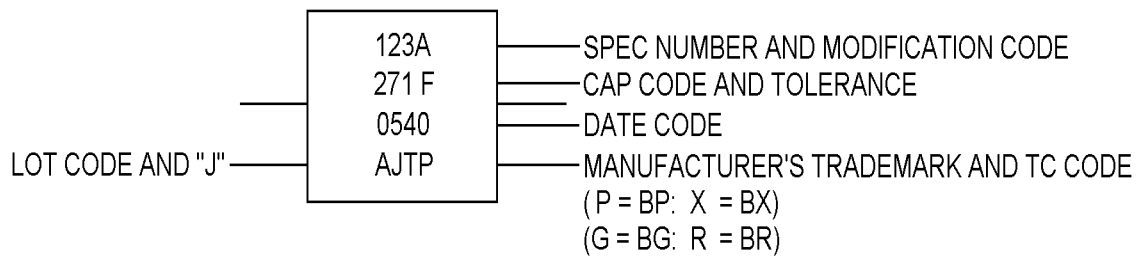 123A SPEC NUMBER AND MODIFICATION CODE
271 F CAP CODE AND TOLERANCE
0540 DATE CODE
LOT CODE AND "J" AJTP MANUFACTURER'S TRADEMARK AND TC CODE
( P = BP: X = BX)
(G = BG: R = BR)